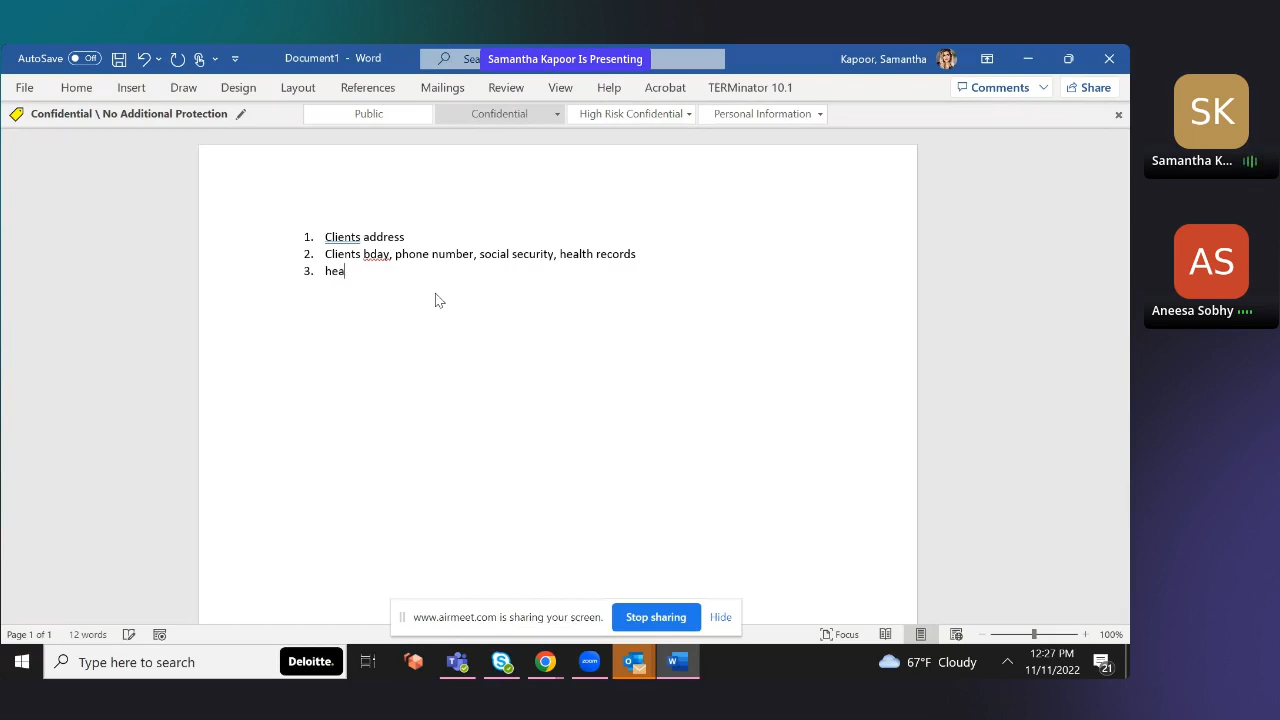 AutoSave Off
Document1 - Word
Sea
Samantha Kapoor Is Presenting
Kapoor, Samantha
File Home Insert Draw Design Layout References Mailings Review View Help Acrobat TERMinator 10.1
Comments
Share
Confidential \ No Additional Protection
Public
Confidential
High Risk Confidential
Personal Information
SK
Samantha K...
AS
Aneesa Sobhy
1. Clients address
2. Clients bday, phone number, social security, health records
3. hea
www.airmeet.com is sharing your screen.
Stop sharing
Hide
Page 1 of 1
12 words
Focus
100%
Type here to search
Deloitte.
zoom
67°F Cloudy
12:27 PM
11/11/2022
21